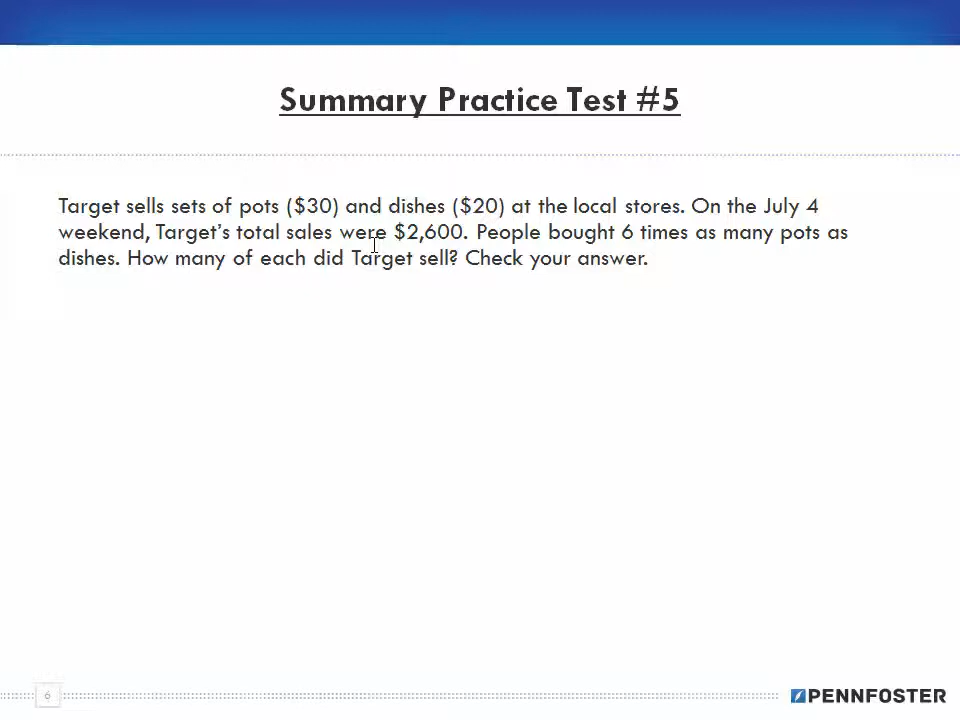 Summary Practice Test #5
Target sells sets of pots ($30) and dishes ($20) at the local stores. On the July 4
weekend, Target's total sales were $2,600. People bought 6 times as many pots as
dishes. How many of each did Target sell? Check your answer.
6
PENNFOSTER